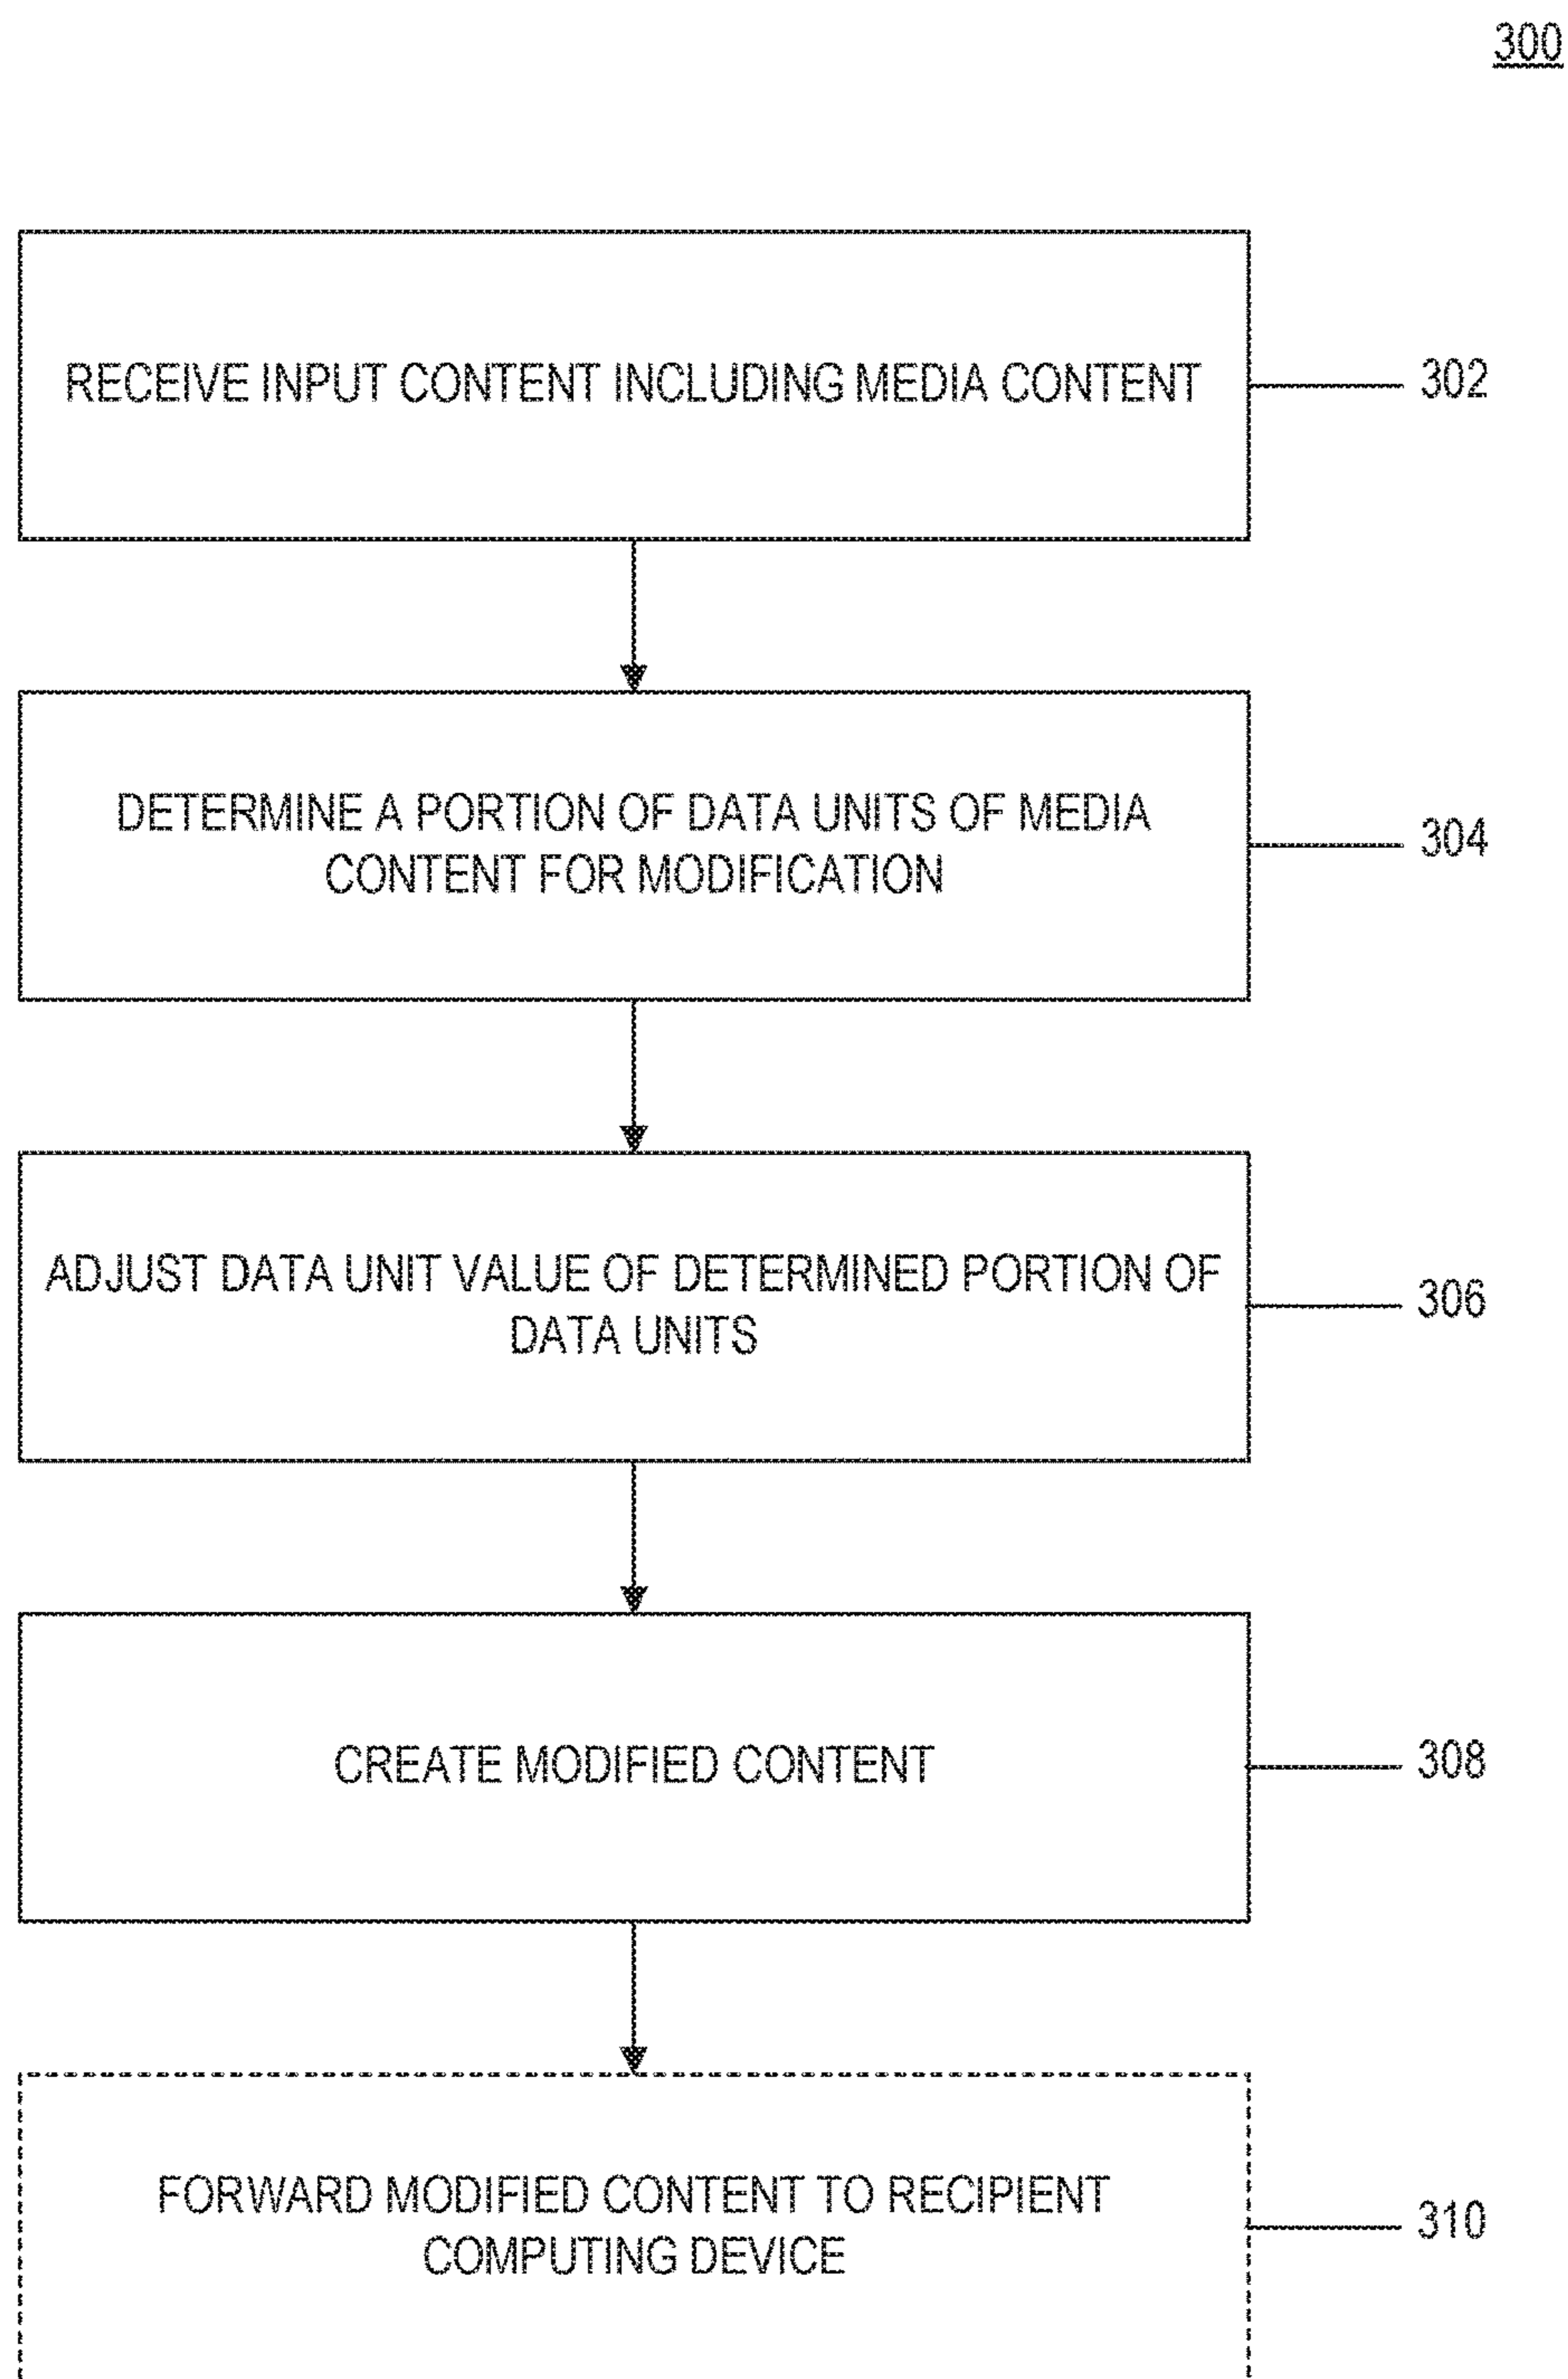 300
RECEIVE INPUT CONTENT INCLUDING MEDIA CONTENT
302
DETERMINE A PORTION OF DATA UNITS OF MEDIA
CONTENT FOR MODIFICATION
304
ADJUST DATA UNIT VALUE OF DETERMINED PORTION OF
DATA UNITS
306
CREATE MODIFIED CONTENT
308
FORWARD MODIFIED CONTENT TO RECIPIENT
COMPUTING DEVICE
310